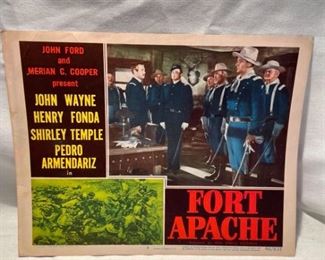 JOHN FORD
and
MERIAN C. COOPER
present
JOHN WAYNE
HENRY FONDA
SHIRLEY TEMPLE
PEDRO
ARMENDARIZ
in
FORT
APACHE